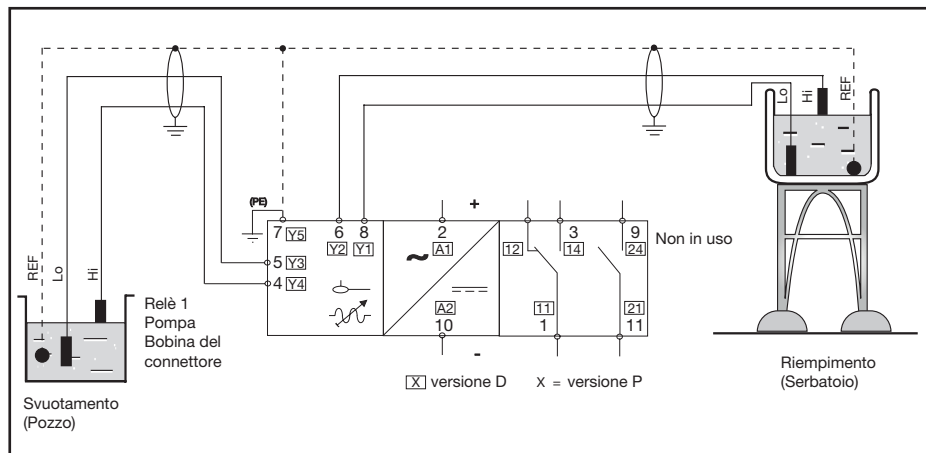 REF
Lo
Hi
Relè 1
Pompa
Bobina del
connettore
Svuotamento
(Pozzo)
(PE)
7 Y5
6
Y2
8
Y1
5 Y3
4 Y4
+
2
A1
~
A2
10
-
12
3
14
9
24
11
1
21
11
Non in uso
X versione D X = versione P
Lo
Hi
REF
Riempimento
(Serbatoio)